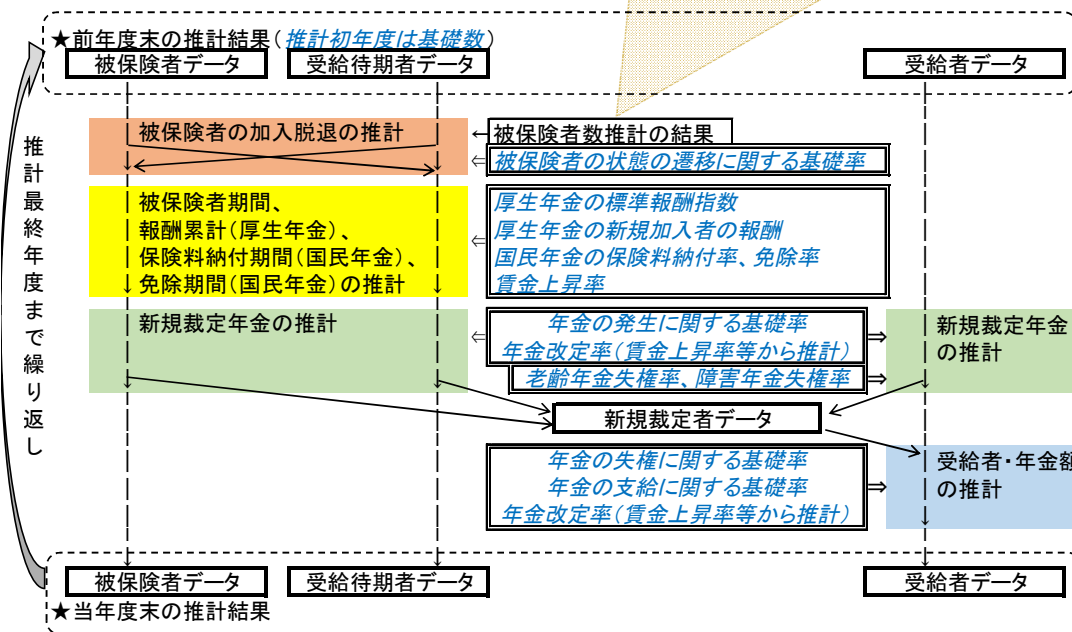 ★前年度末の推計結果(推計初年度は基礎数)
被保険者データ
受給待期者データ
受給者データ
推計最終年度まで繰り返し
被保険者の加入脱退の推計
←被保険者数推計の結果
⇐被保険者の状態の遷移に関する基礎率
被保険者期間、
報酬累計(厚生年金)、
保険料納付期間(国民年金)、
免除期間(国民年金)の推計
厚生年金の標準報酬指数
⇐厚生年金の新規加入者の報酬
国民年金の保険料納付率、免除率
賃金上昇率
新規裁定年金の推計
⇐年金の発生に関する基礎率⇒
年金改定率(賃金上昇率等から推計)
老齢年金失権率、障害年金失権率⇒
新規裁定年金
の推計
新規裁定者データ
年金の失権に関する基礎率
年金の支給に関する基礎率⇒
年金改定率(賃金上昇率等から推計)
受給者・年金額
の推計
被保険者データ
受給待期者データ
受給者データ
★当年度末の推計結果